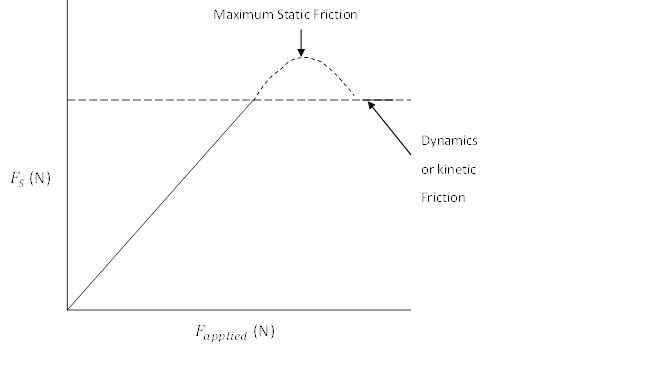 Maximum Static Friction
Dynamics
or kinetic
Friction
F_S (N)
F_applied (N)